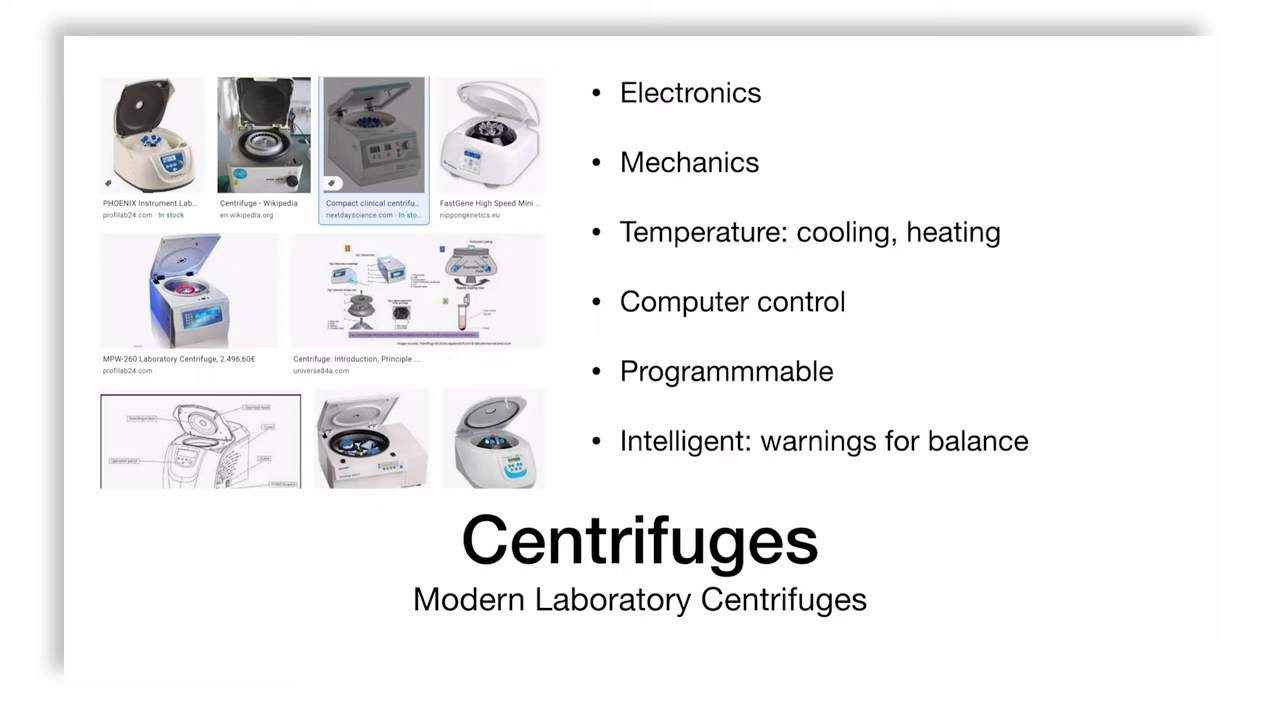 PHOENIX Instrument Lab...
profilab24.com · In stock
Centrifuge - Wikipedia
en.wikipedia.org
Compact clinical centrifu...
nextdayscience.com · In sto...
FastGene High Speed Mini ...
nippongenetics.eu
MPW-260 Laboratory Centrifuge, 2.496,60€
profilab24.com
Centrifuge: Introduction, Principle ...
universe84a.com
• Electronics
• Mechanics
• Temperature: cooling, heating
• Computer control
• Programmmable
• Intelligent: warnings for balance
Centrifuges
Modern Laboratory Centrifuges